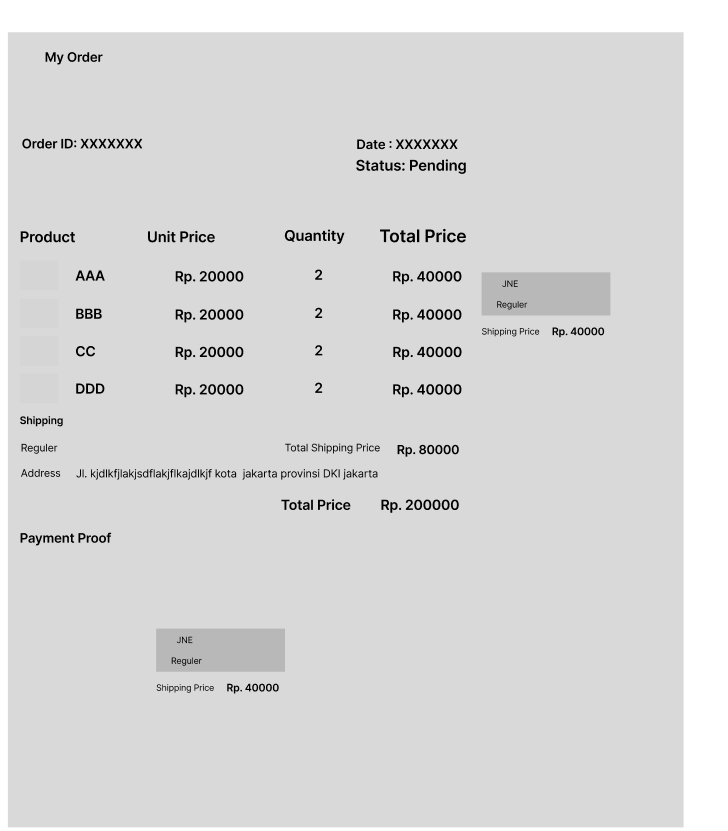 My Order
Order ID: XXXXXXX
Date : XXXXXXX
Status: Pending
Product Unit Price Quantity Total Price
AAA Rp. 20000 2 Rp. 40000
JNE
Reguler
BBB Rp. 20000 2 Rp. 40000
Shipping Price Rp. 40000
CC Rp. 20000 2 Rp. 40000
DDD Rp. 20000 2 Rp. 40000
Shipping
Reguler Total Shipping Price Rp. 80000
Address Jl. kjdlkfjlakjsdflakjflkajdlkjf kota jakarta provinsi DKI jakarta
Total Price Rp. 200000
Payment Proof
JNE
Reguler
Shipping Price Rp. 40000